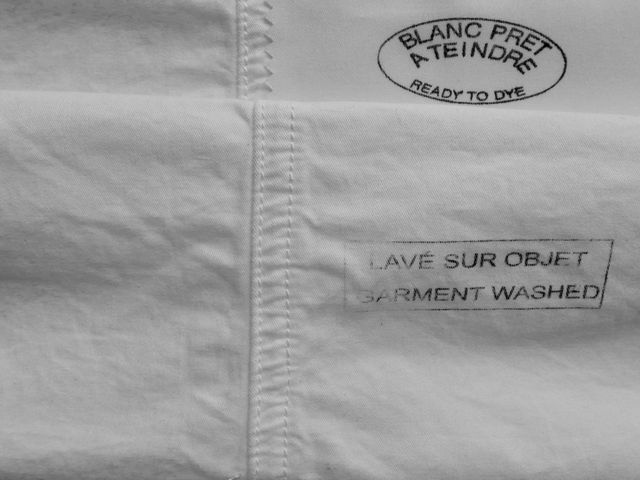 BLANC PRET
A TEINDRE
READY TO DYE
LAVÉ SUR OBJET
GARMENT WASHED